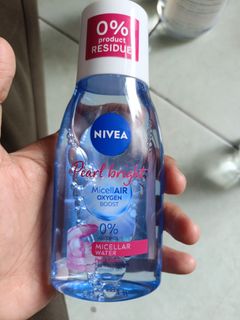 0%
product
RESIDUE
NIVEA
Pearl bright
MicellAIR
OXYGEN
BOOST
0%
MICELLAR
WATER